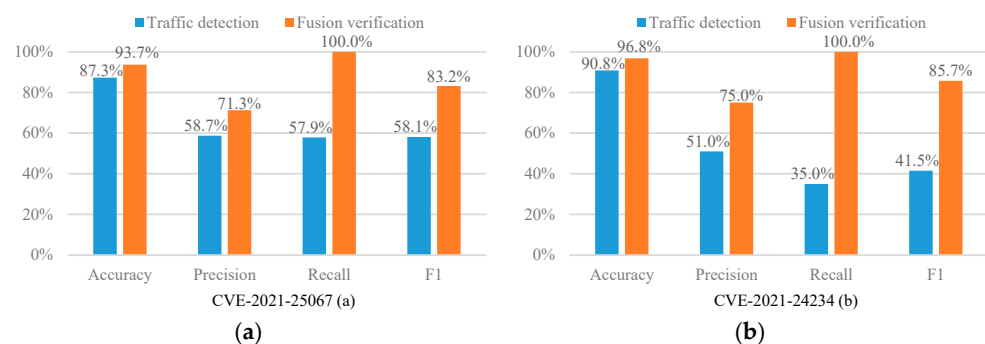 Traffic detection Fusion verification
100%
80%
60%
40%
20%
0%
87.3% 93.7%
58.7% 71.3%
57.9% 100.0%
58.1% 83.2%
Accuracy Precision Recall F1
CVE-2021-25067 (a)
(a)
Traffic detection Fusion verification
100%
80%
60%
40%
20%
0%
90.8% 96.8%
51.0% 75.0%
35.0% 100.0%
41.5% 85.7%
Accuracy Precision Recall F1
CVE-2021-24234 (b)
(b)